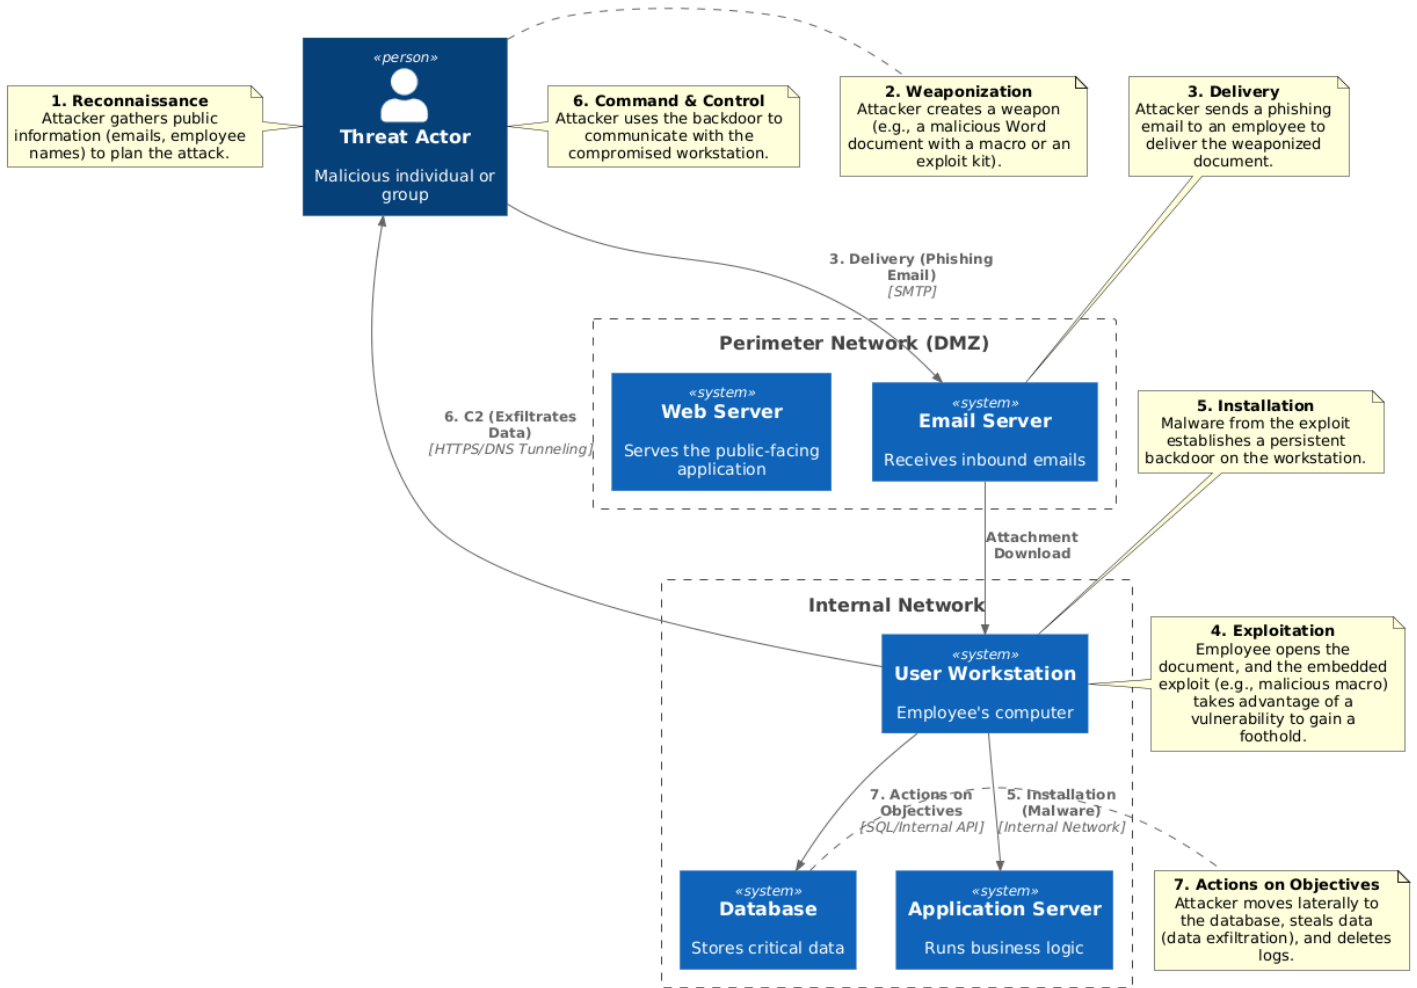 «person»
Threat Actor
Malicious individual or
group
1. Reconnaissance
Attacker gathers public
information (emails, employee
names) to plan the attack.
6. Command & Control
Attacker uses the backdoor to
communicate with the
compromised workstation.
2. Weaponization
Attacker creates a weapon
(e.g., a malicious Word
document with a macro or an
exploit kit).
3. Delivery
Attacker sends a phishing
email to an employee to
deliver the weaponized
document.
3. Delivery (Phishing
Email)
[SMTP]
Perimeter Network (DMZ)
«system»
Web Server
Serves the public-facing
application
«system»
Email Server
Receives inbound emails
6. C2 (Exfiltrates
Data)
[HTTPS/DNS Tunneling]
5. Installation
Malware from the exploit
establishes a persistent
backdoor on the workstation.
Attachment
Download
Internal Network
«system»
User Workstation
Employee's computer
4. Exploitation
Employee opens the
document, and the embedded
exploit (e.g., malicious macro)
takes advantage of a
vulnerability to gain a
foothold.
7. Actions on
Objectives
[SQL/Internal API]
5. Installation
(Malware)
[Internal Network]
«system»
Database
Stores critical data
«system»
Application Server
Runs business logic
7. Actions on Objectives
Attacker moves laterally to
the database, steals data
(data exfiltration), and deletes
logs.